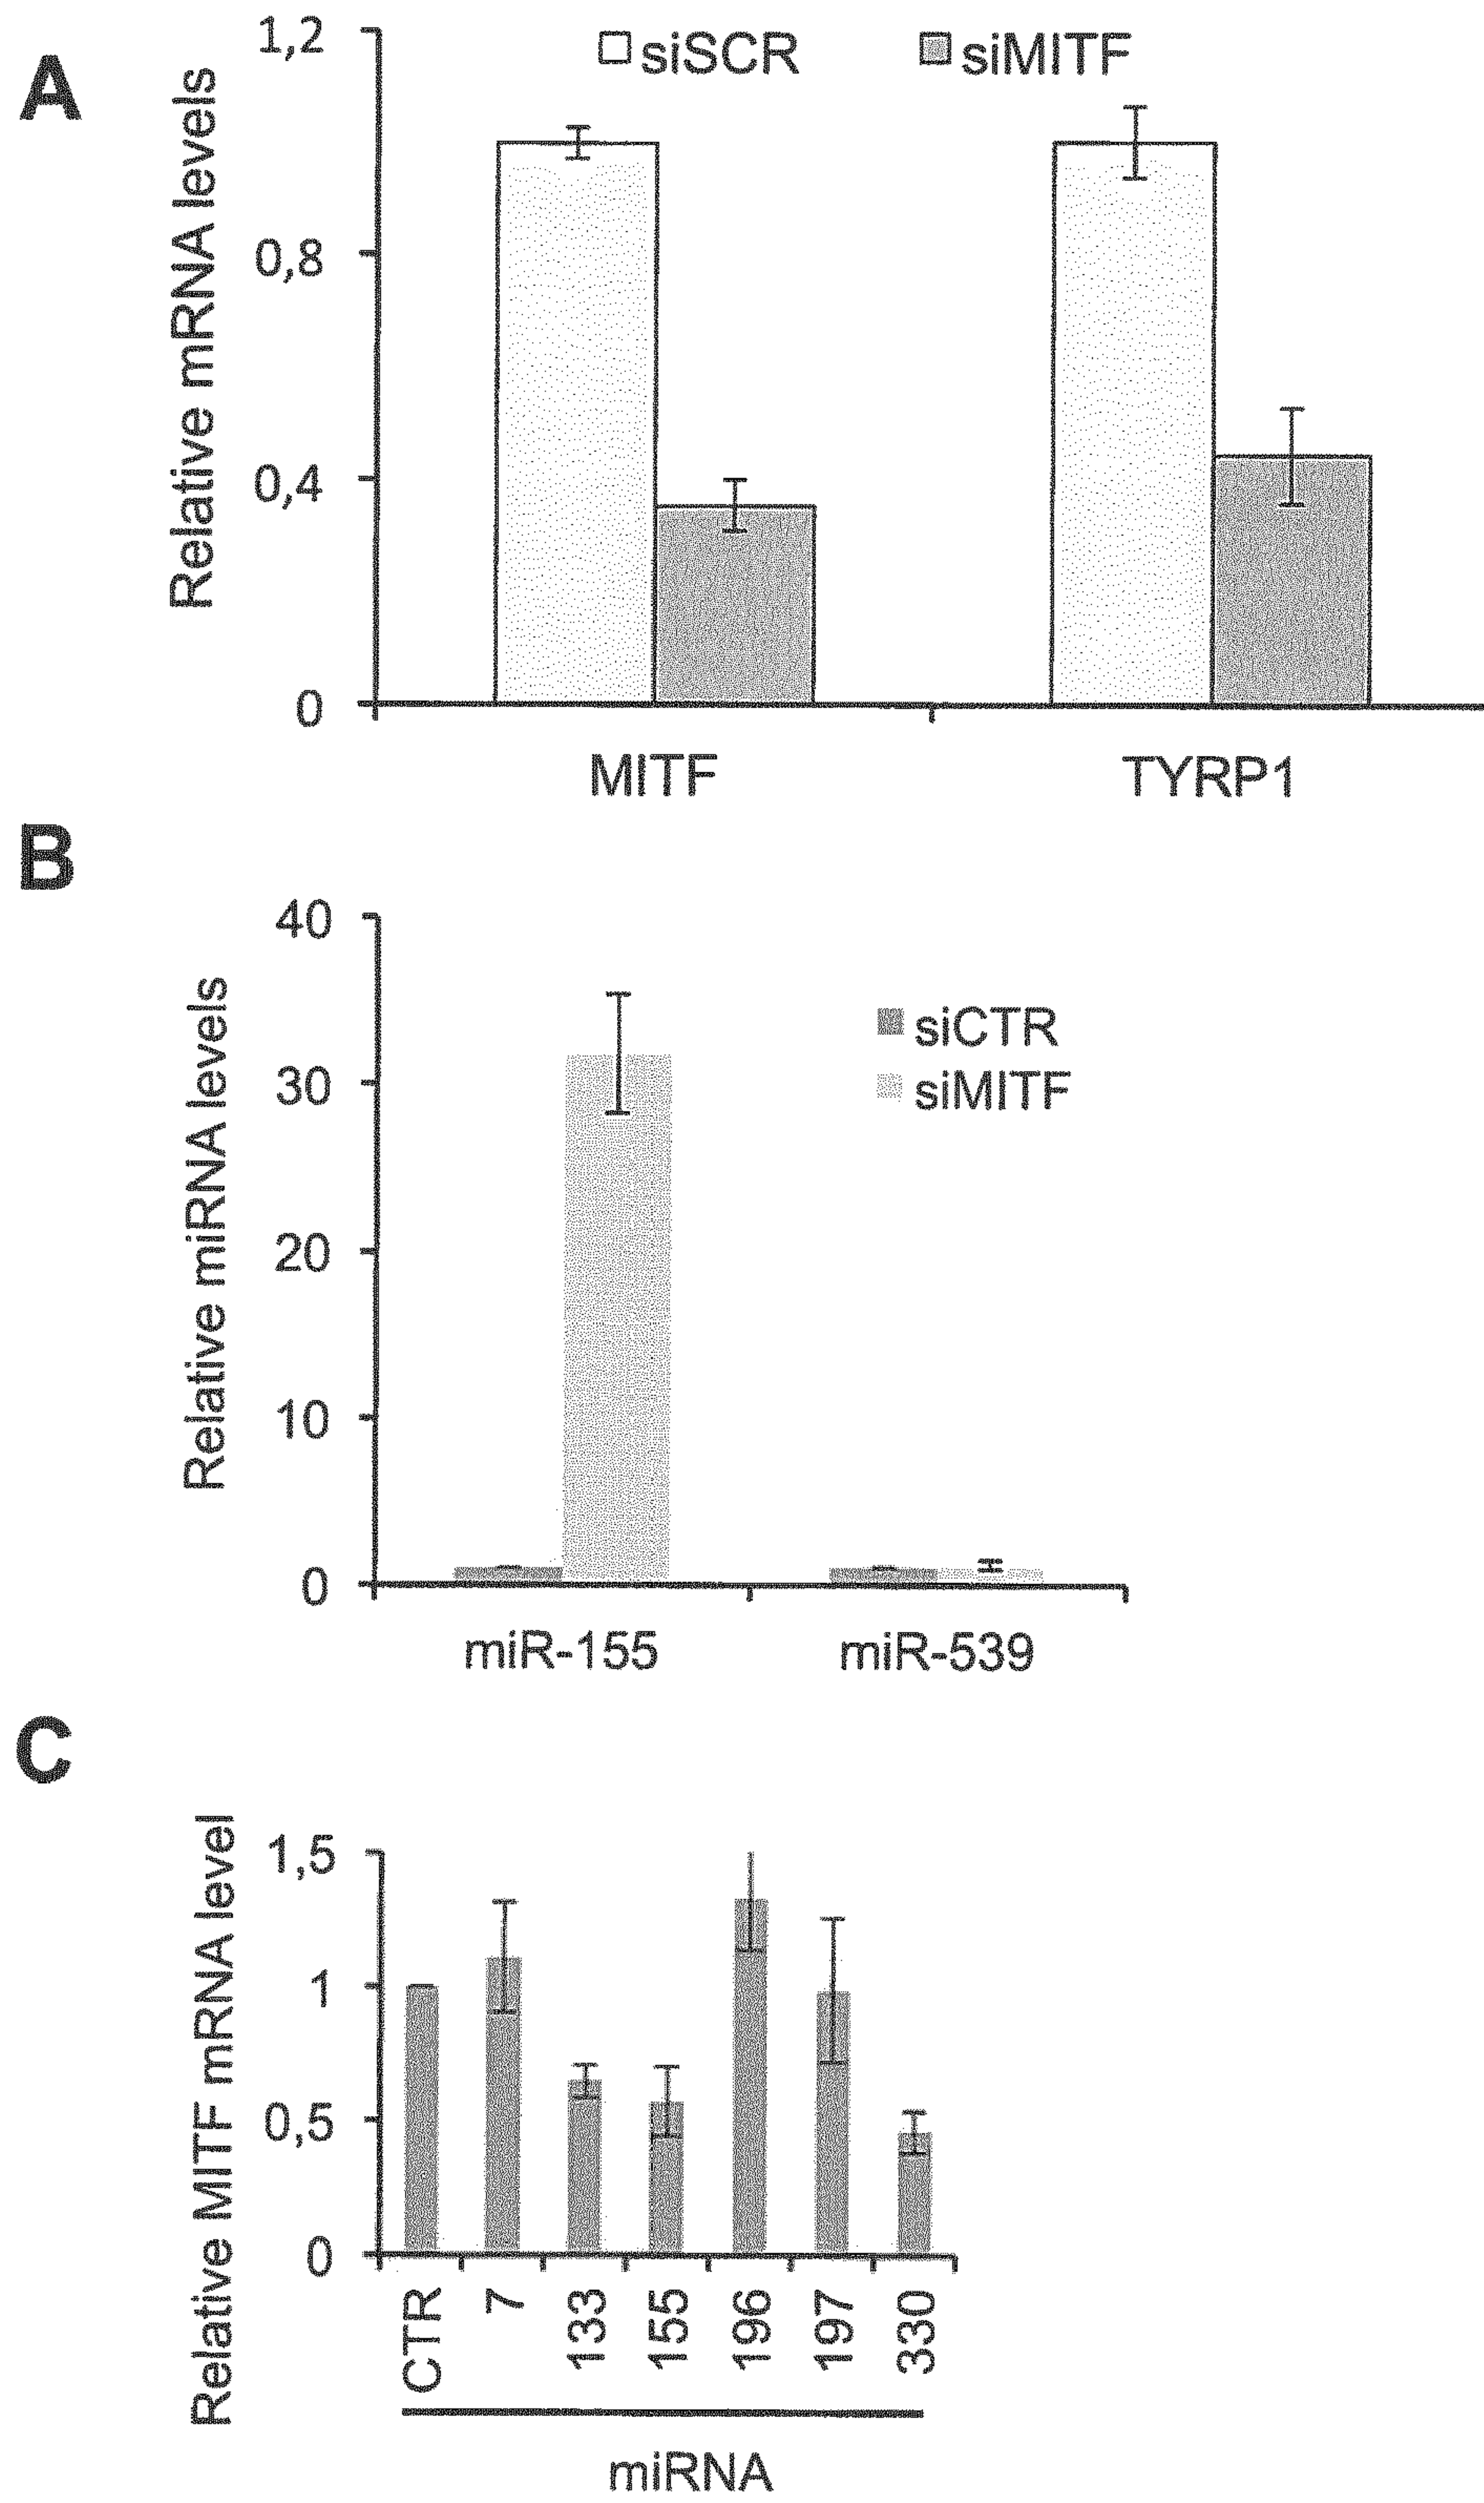 A
Relative mRNA levels
1,2
0,8
0,4
0
siSCR
siMITF
MITF
TYRP1
B
Relative miRNA levels
40
30
20
10
0
siCTR
siMITF
miR-155
miR-539
C
Relative MITF mRNA level
1,5
1
0,5
0
CTR
7
133
155
196
197
330
miRNA